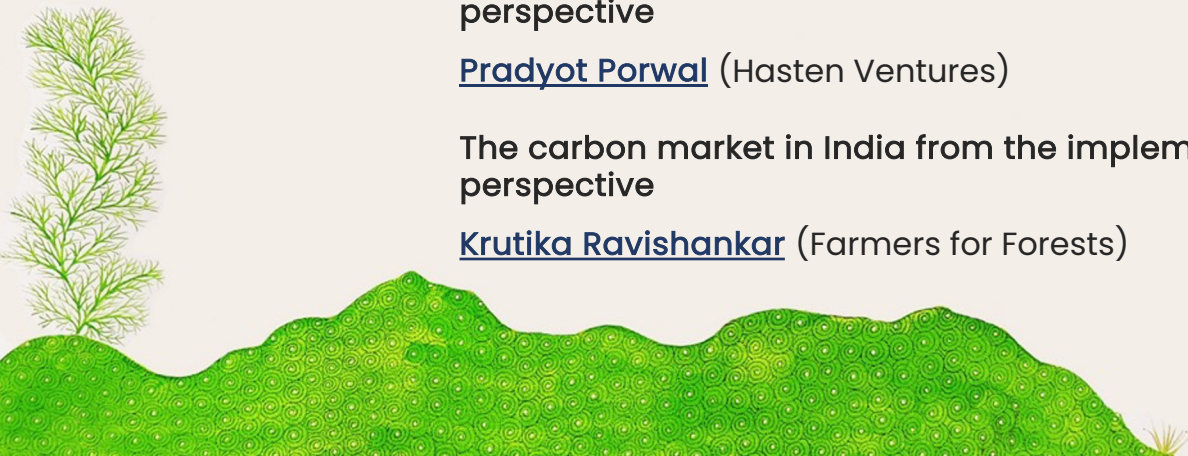 perspective
Pradyot Porwal (Hasten Ventures)
The carbon market in India from the implem
perspective
Krutika Ravishankar (Farmers for Forests)